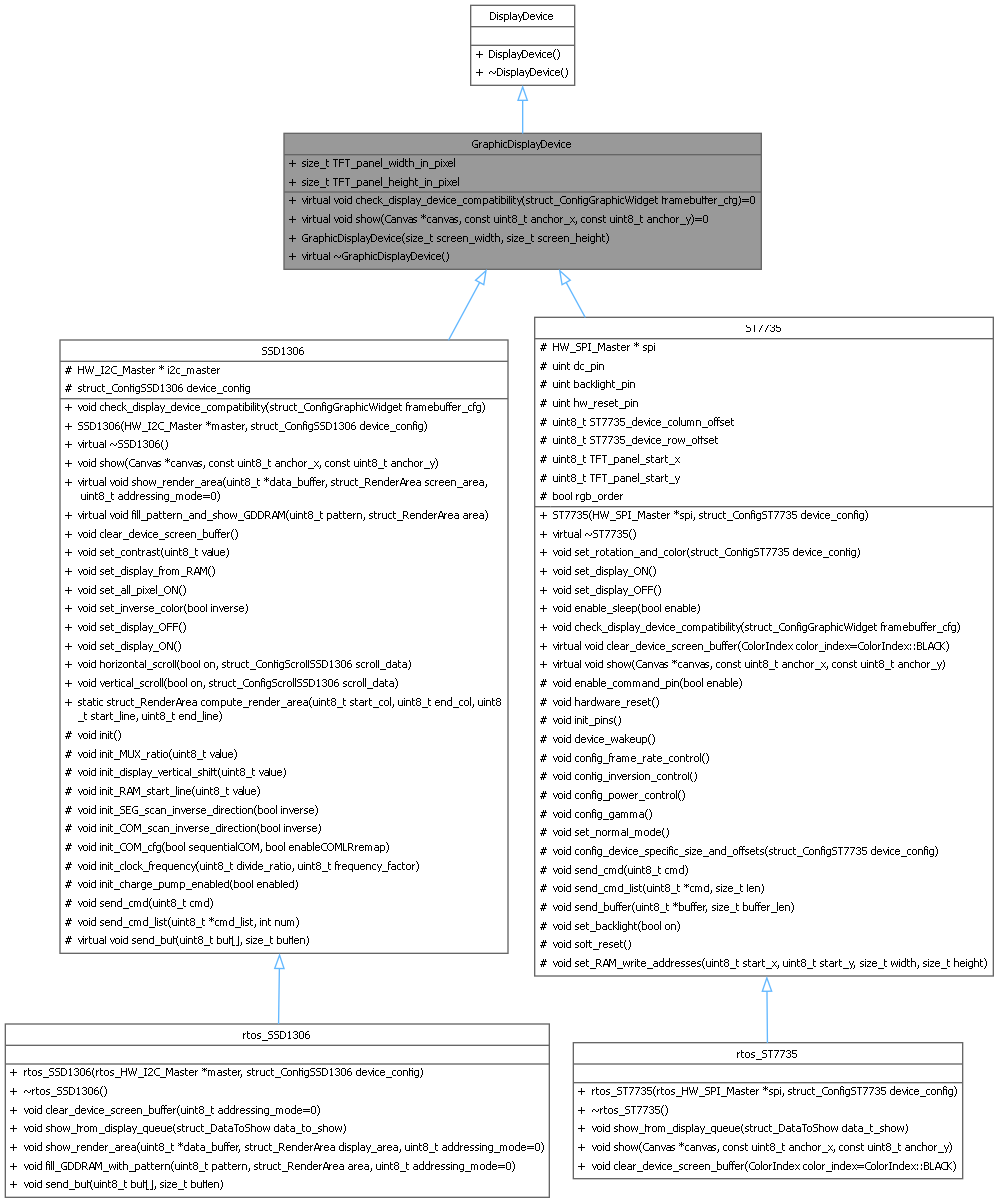 DisplayDevice
+ DisplayDevice()
+ ~DisplayDevice()
GraphicDisplayDevice
+ size_t TFT_panel_width_in_pixel
+ size_t TFT_panel_height_in_pixel
+ virtual void check_display_device_compatibility(struct_ConfigGraphicWidget framebuffer_cfg)=0
+ virtual void show(Canvas *canvas, const uint8_t anchor_x, const uint8_t anchor_y)=0
+ GraphicDisplayDevice(size_t screen_width, size_t screen_height)
+ virtual ~GraphicDisplayDevice()
SSD1306
# HW_I2C_Master * i2c_master
# struct_ConfigSSD1306 device_config
+ void check_display_device_compatibility(struct_ConfigGraphicWidget framebuffer_cfg)
+ SSD1306(HW_I2C_Master *master, struct_ConfigSSD1306 device_config)
+ virtual ~SSD1306()
+ void show(Canvas *canvas, const uint8_t anchor_x, const uint8_t anchor_y)
+ virtual void show_render_area(uint8_t *data_buffer, struct_RenderArea screen_area,
uint8_t addressing_mode=0)
+ virtual void fill_pattern_and_show_GDDRAM(uint8_t pattern, struct_RenderArea area)
+ void clear_device_screen_buffer()
+ void set_contrast(uint8_t value)
+ void set_display_from_RAM()
+ void set_all_pixel_ON()
+ void set_inverse_color(bool inverse)
+ void set_display_OFF()
+ void set_display_ON()
+ void horizontal_scroll(bool on, struct_ConfigScrollSSD1306 scroll_data)
+ void vertical_scroll(bool on, struct_ConfigScrollSSD1306 scroll_data)
+ static struct_RenderArea compute_render_area(uint8_t start_col, uint8_t end_col, uint8
_t start_line, uint8_t end_line)
# void init()
# void init_MUX_ratio(uint8_t value)
# void init_display_vertical_shift(uint8_t value)
# void init_RAM_start_line(uint8_t value)
# void init_SEG_scan_inverse_direction(bool inverse)
# void init_COM_scan_inverse_direction(bool inverse)
# void init_COM_cfg(bool sequentialCOM, bool enableCOMLRremap)
# void init_clock_frequency(uint8_t divide_ratio, uint8_t frequency_factor)
# void init_charge_pump_enabled(bool enabled)
# void send_cmd(uint8_t cmd)
# void send_cmd_list(uint8_t *cmd_list, int num)
# virtual void send_buf(uint8_t buf[], size_t buflen)
ST7735
# HW_SPI_Master * spi
# uint dc_pin
# uint backlight_pin
# uint hw_reset_pin
# uint8_t ST7735_device_column_offset
# uint8_t ST7735_device_row_offset
# uint8_t TFT_panel_start_x
# uint8_t TFT_panel_start_y
# bool rgb_order
+ ST7735(HW_SPI_Master *spi, struct_ConfigST7735 device_config)
+ virtual ~ST7735()
+ void set_rotation_and_color(struct_ConfigST7735 device_config)
+ void set_display_ON()
+ void set_display_OFF()
+ void enable_sleep(bool enable)
+ void check_display_device_compatibility(struct_ConfigGraphicWidget framebuffer_cfg)
+ virtual void clear_device_screen_buffer(ColorIndex color_index=ColorIndex::BLACK)
+ virtual void show(Canvas *canvas, const uint8_t anchor_x, const uint8_t anchor_y)
# void enable_command_pin(bool enable)
# void hardware_reset()
# void init_pins()
# void device_wakeup()
# void config_frame_rate_control()
# void config_inversion_control()
# void config_power_control()
# void config_gamma()
# void set_normal_mode()
# void config_device_specific_size_and_offsets(struct_ConfigST7735 device_config)
# void send_cmd(uint8_t cmd)
# void send_cmd_list(uint8_t *cmd, size_t len)
# void send_buffer(uint8_t *buffer, size_t buffer_len)
# void set_backlight(bool on)
# void soft_reset()
# void set_RAM_write_addresses(uint8_t start_x, uint8_t start_y, size_t width, size_t height)
rtos_SSD1306
+ rtos_SSD1306(rtos_HW_I2C_Master *master, struct_ConfigSSD1306 device_config)
+ ~rtos_SSD1306()
+ void clear_device_screen_buffer(uint8_t addressing_mode=0)
+ void show_from_display_queue(struct_DataToShow data_to_show)
+ void show_render_area(uint8_t *data_buffer, struct_RenderArea display_area, uint8_t addressing_mode=0)
+ void fill_GDDRAM_with_pattern(uint8_t pattern, struct_RenderArea area, uint8_t addressing_mode=0)
+ void send_buf(uint8_t buf[], size_t buflen)
rtos_ST7735
+ rtos_ST7735(rtos_HW_SPI_Master *spi, struct_ConfigST7735 device_config)
+ ~rtos_ST7735()
+ void show_from_display_queue(struct_DataToShow data_t_show)
+ void show(Canvas *canvas, const uint8_t anchor_x, const uint8_t anchor_y)
+ void clear_device_screen_buffer(ColorIndex color_index=ColorIndex::BLACK)